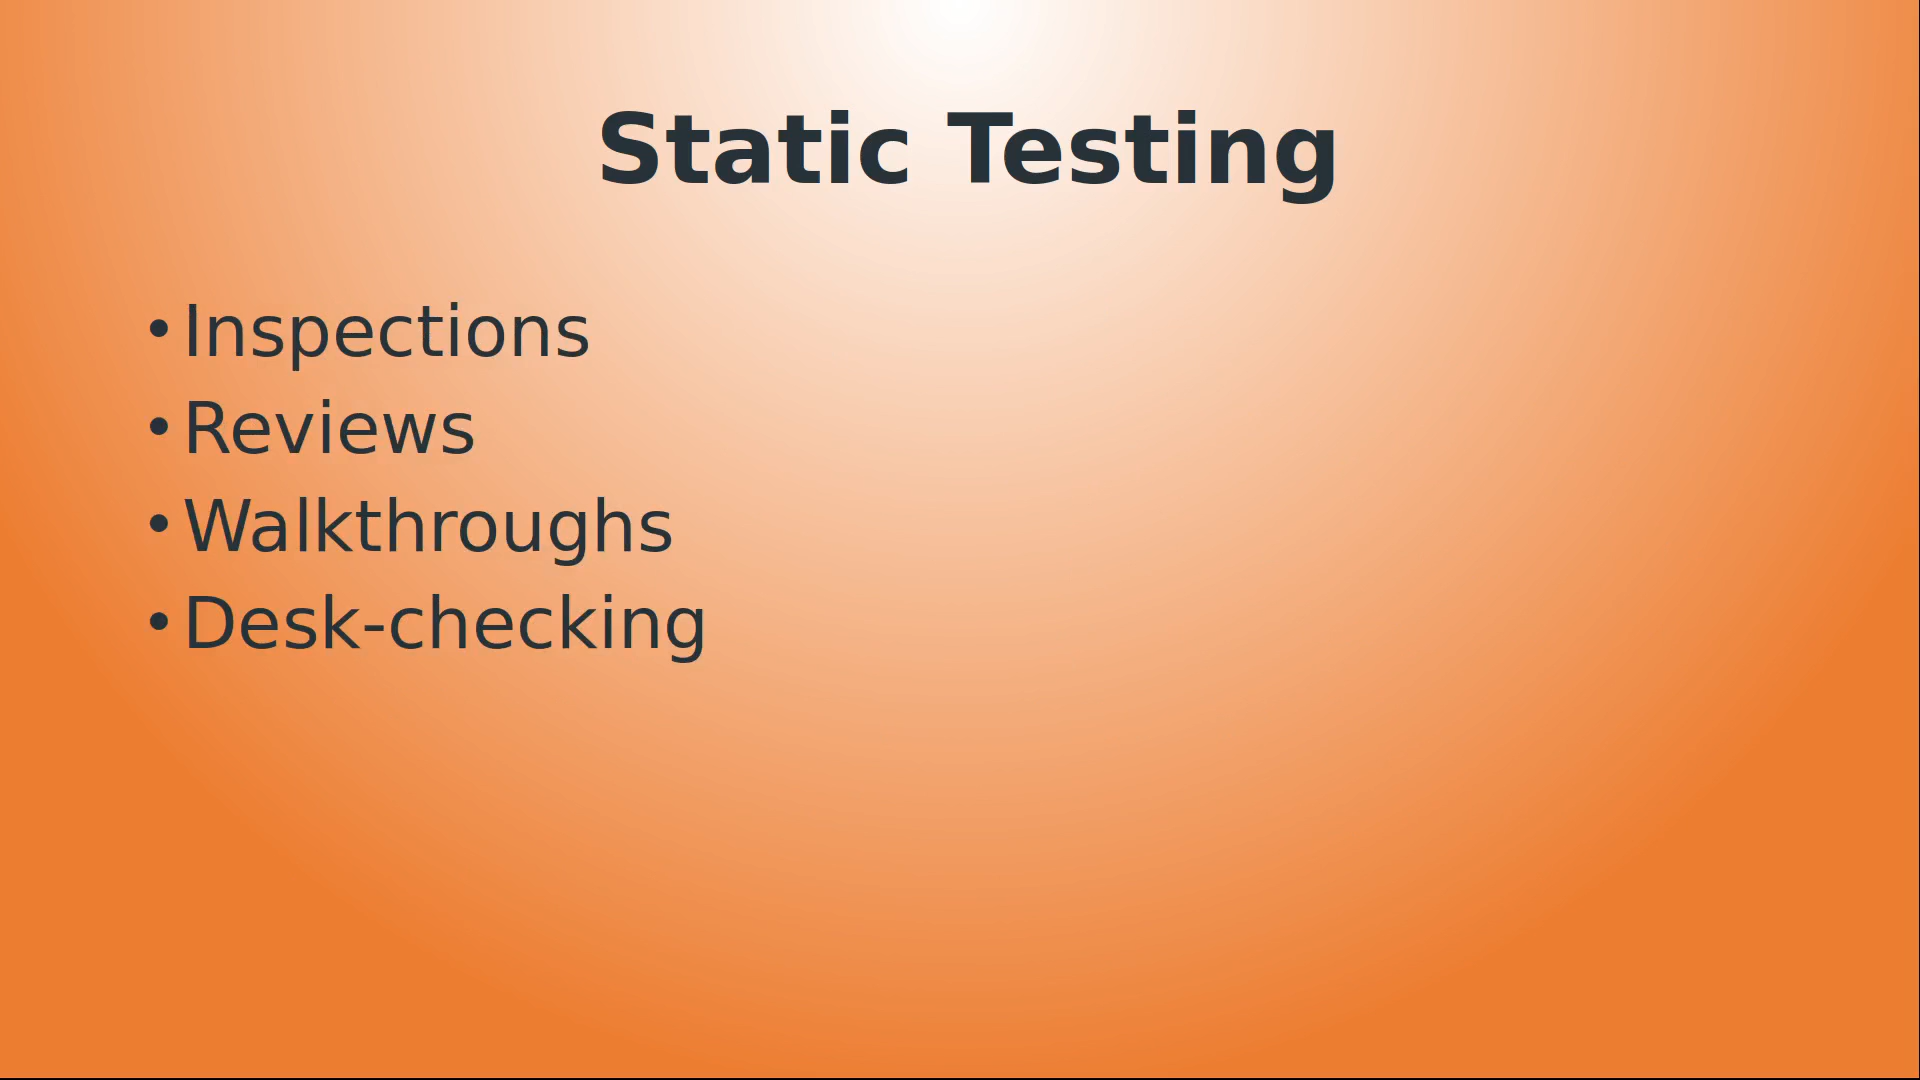 Static Testing
• Inspections
• Reviews
• Walkthroughs
• Desk-checking